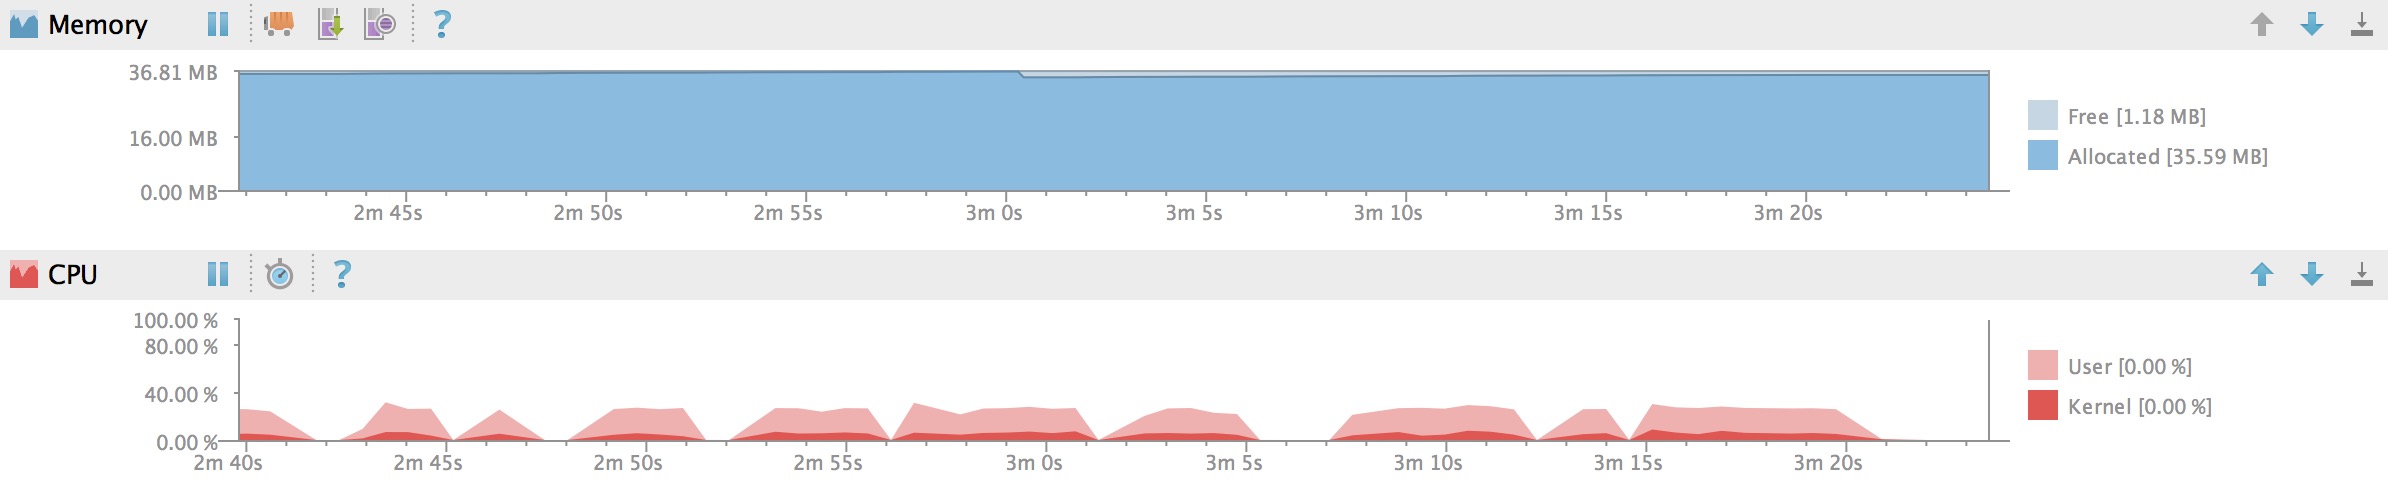 Memory ?
36.81 MB
16.00 MB
0.00 MB
Free [1.18 MB]
Allocated [35.59 MB]
2m 45s 2m 50s 2m 55s 3m 0s 3m 5s 3m 10s 3m 15s 3m 20s
CPU ?
100.00 %
80.00 %
40.00 %
0.00 %
User [0.00 %]
Kernel [0.00 %]
2m 40s 2m 45s 2m 50s 2m 55s 3m 0s 3m 5s 3m 10s 3m 15s 3m 20s